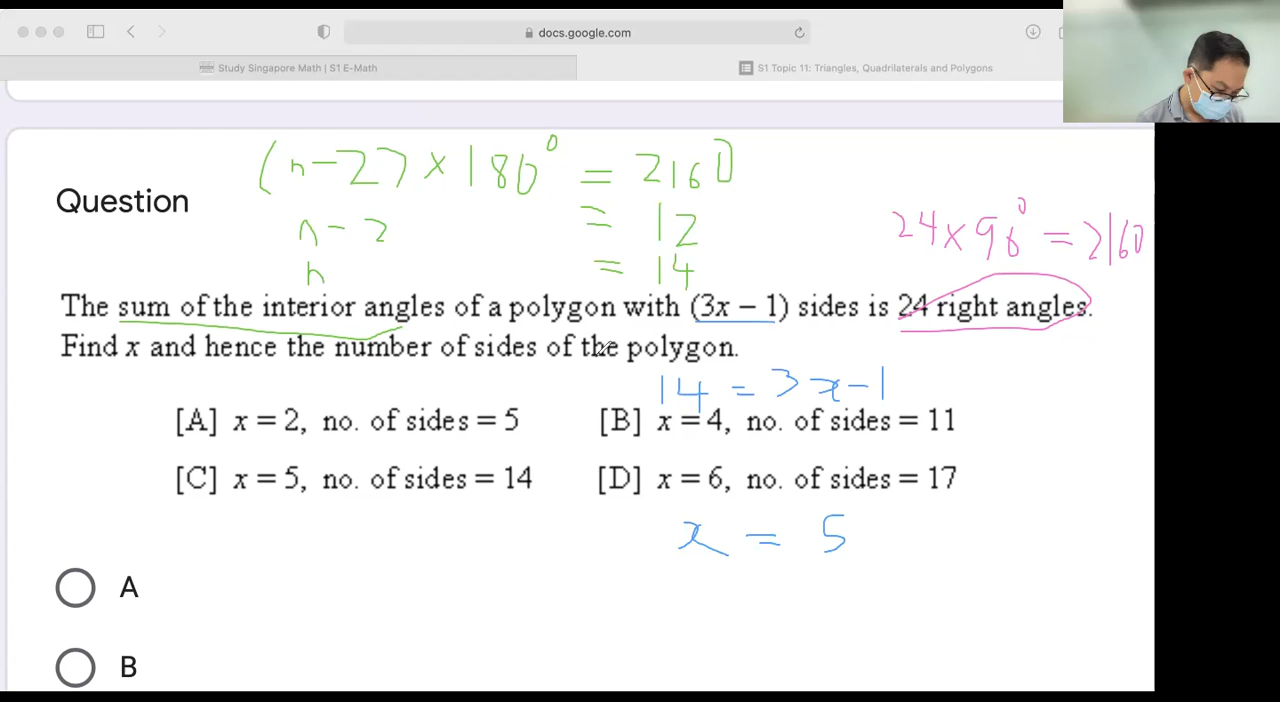 docs.google.com
Study Singapore Math | S1 E-Math
S1 Topic 11: Triangles, Quadrilaterals and Polygons
(n-2) × 180° = 2160
Question
n - 2 = 12
24 × 90° = 2160
n = 14
The sum of the interior angles of a polygon with (3x − 1) sides is 24 right angles.
Find x and hence the number of sides of the polygon.
14 = 3x - 1
[A] x = 2, no. of sides = 5
[B] x = 4, no. of sides = 11
[C] x = 5, no. of sides = 14
[D] x = 6, no. of sides = 17
x = 5
A
B